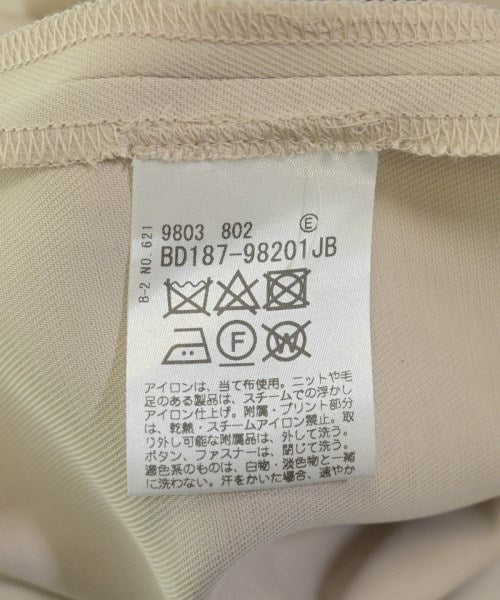 9803 802 Ⓔ
BD187-98201JB
B-2 NO.621
F
W
アイロンは、当て布使用。ニットや毛
足のある製品は、スチームでの浮かし
アイロン仕上げ。附属・プリント部分
は、乾熱・スチームアイロン禁止。取
り外し可能な附属品は、外して洗う。
ボタン、ファスナーは、閉じて洗う。
濃色系のものは、白物・淡色物と一緒
に洗わない。汗をかいた場合、速やか